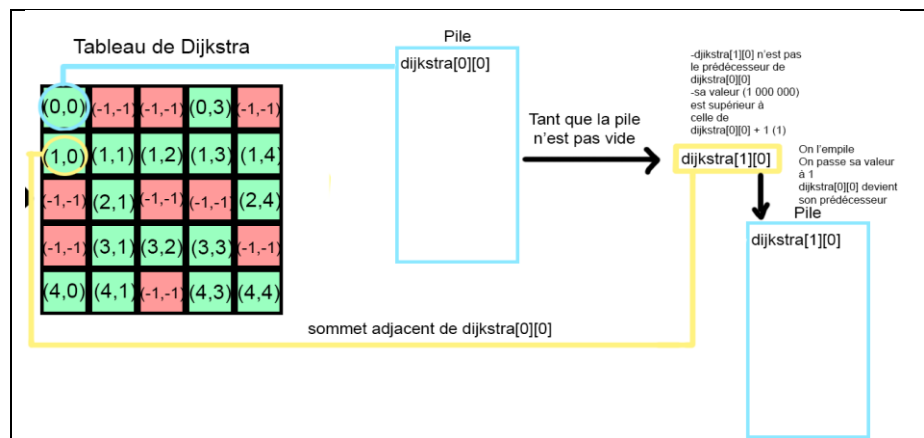 Tableau de Dijkstra
(0,0) (-1,-1) (-1,-1) (0,3) (-1,-1)
(1,0) (1,1) (1,2) (1,3) (1,4)
(-1,-1) (2,1) (-1,-1) (-1,-1) (2,4)
(-1,-1) (3,1) (3,2) (3,3) (-1,-1)
(4,0) (4,1) (-1,-1) (4,3) (4,4)
Pile
dijkstra[0][0]
Tant que la pile
n'est pas vide
-djikstra[1][0] n'est pas
le prédécesseur de
dijkstra[0][0]
-sa valeur (1 000 000)
est supérieur à
celle de
dijkstra[0][0] + 1 (1)
dijkstra[1][0]
On l'empile
On passe sa valeur
à 1
dijkstra[0][0] devient
son prédécesseur
Pile
dijkstra[1][0]
sommet adjacent de dijkstra[0][0]